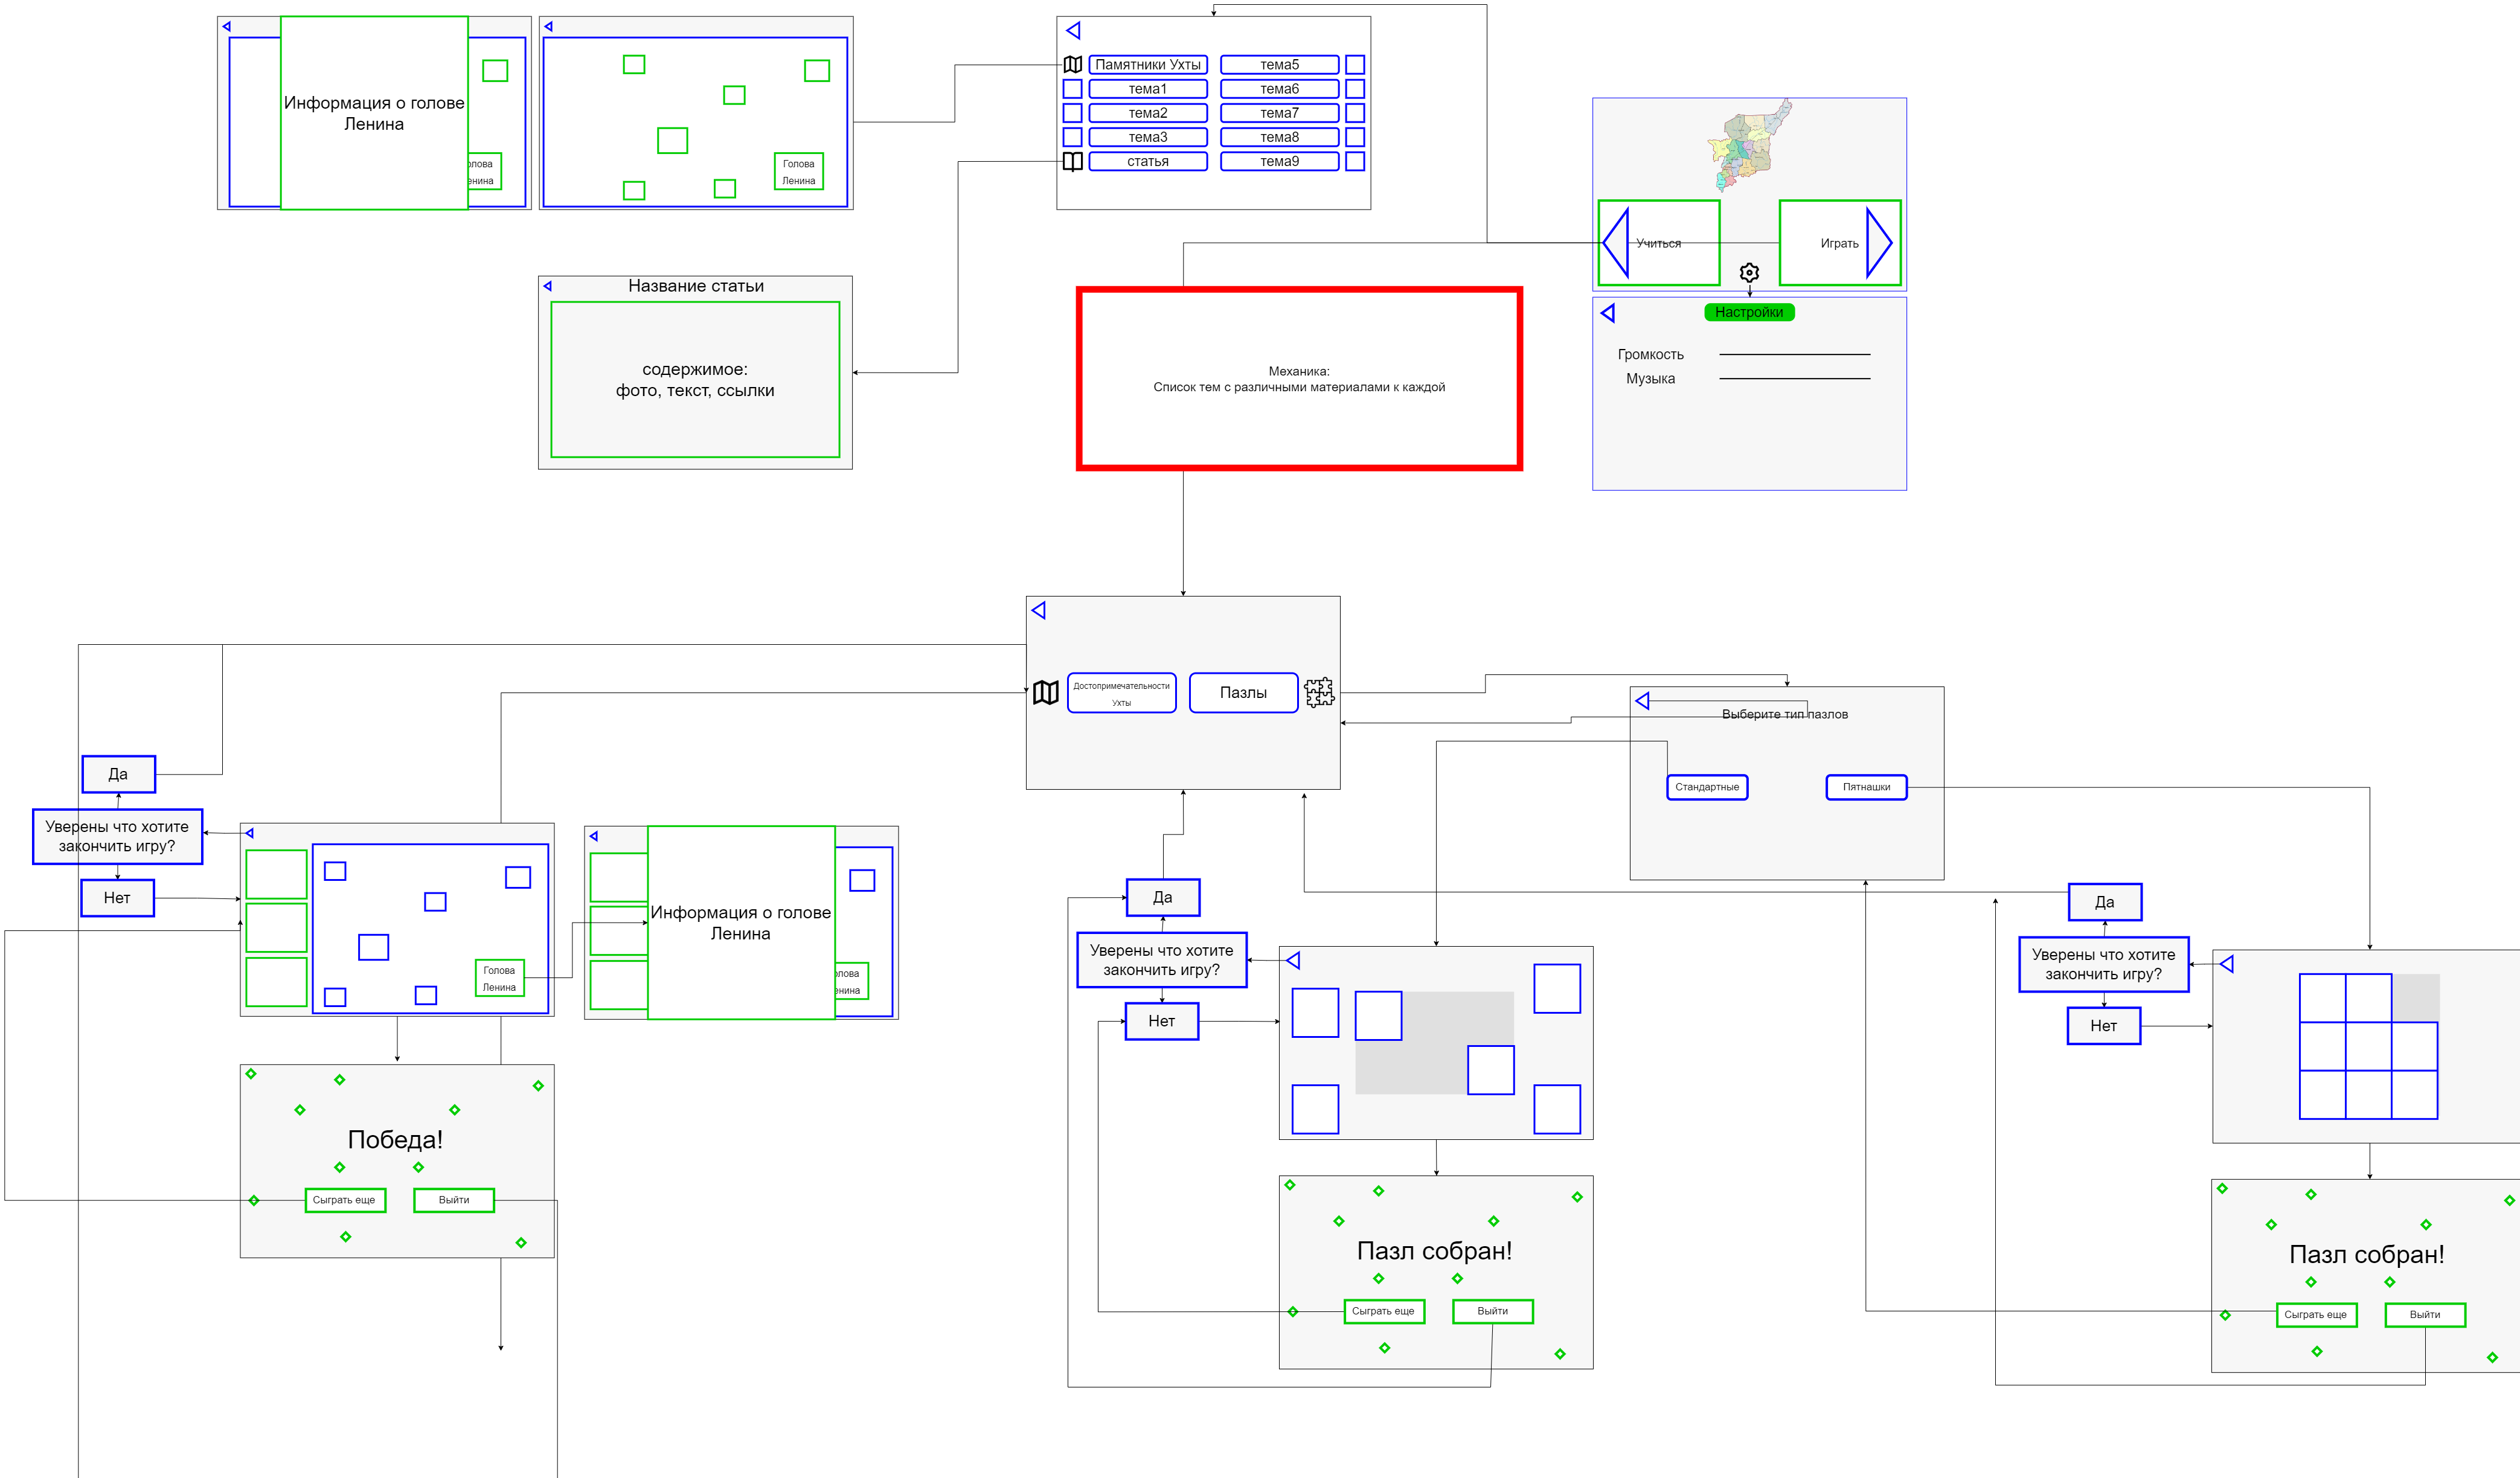 Информация о голове
Ленина
олова
енина
Голова
Ленина
Памятники Ухты
тема5
тема1
тема6
тема2
тема7
тема3
тема8
статья
тема9
Учиться
Играть
Название статьи
содержимое:
фото, текст, ссылки
Механика:
Список тем с различными материалами к каждой
Настройки
Громкость
Музыка
Достопримечательности
Ухты
Пазлы
Выберите тип пазлов
Стандартные
Пятнашки
Да
Уверены что хотите
закончить игру?
Нет
Голова
Ленина
Информация о голове
Ленина
олова
енина
Победа!
Сыграть еще
Выйти
Да
Уверены что хотите
закончить игру?
Нет
Пазл собран!
Сыграть еще
Выйти
Да
Уверены что хотите
закончить игру?
Нет
Пазл собран!
Сыграть еще
Выйти